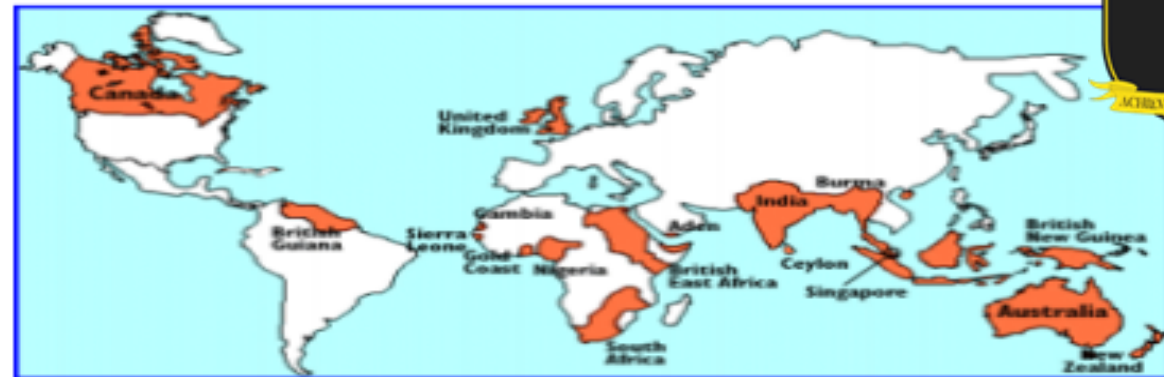 Canada
United
Kingdom
British
Guiana
Gambia
Sierra
Leone
Gold
Coast
Nigeria
Aden
British
East Africa
South
Africa
India
Burma
Ceylon
Singapore
British
New Guinea
Australia
New
Zealand